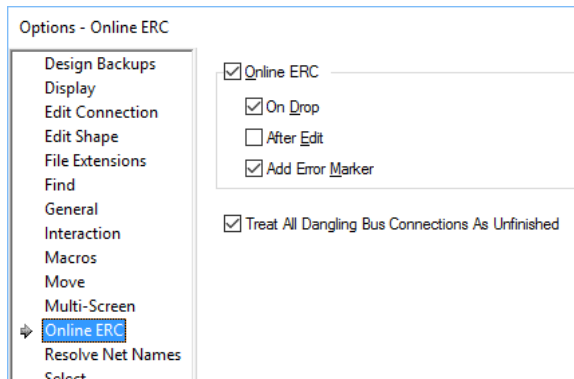 Options - Online ERC
Design Backups
Display
Edit Connection
Edit Shape
File Extensions
Find
General
Interaction
Macros
Move
Multi-Screen
Online ERC
Resolve Net Names
Select
Online ERC
On Drop
After Edit
Add Error Marker
Treat All Dangling Bus Connections As Unfinished